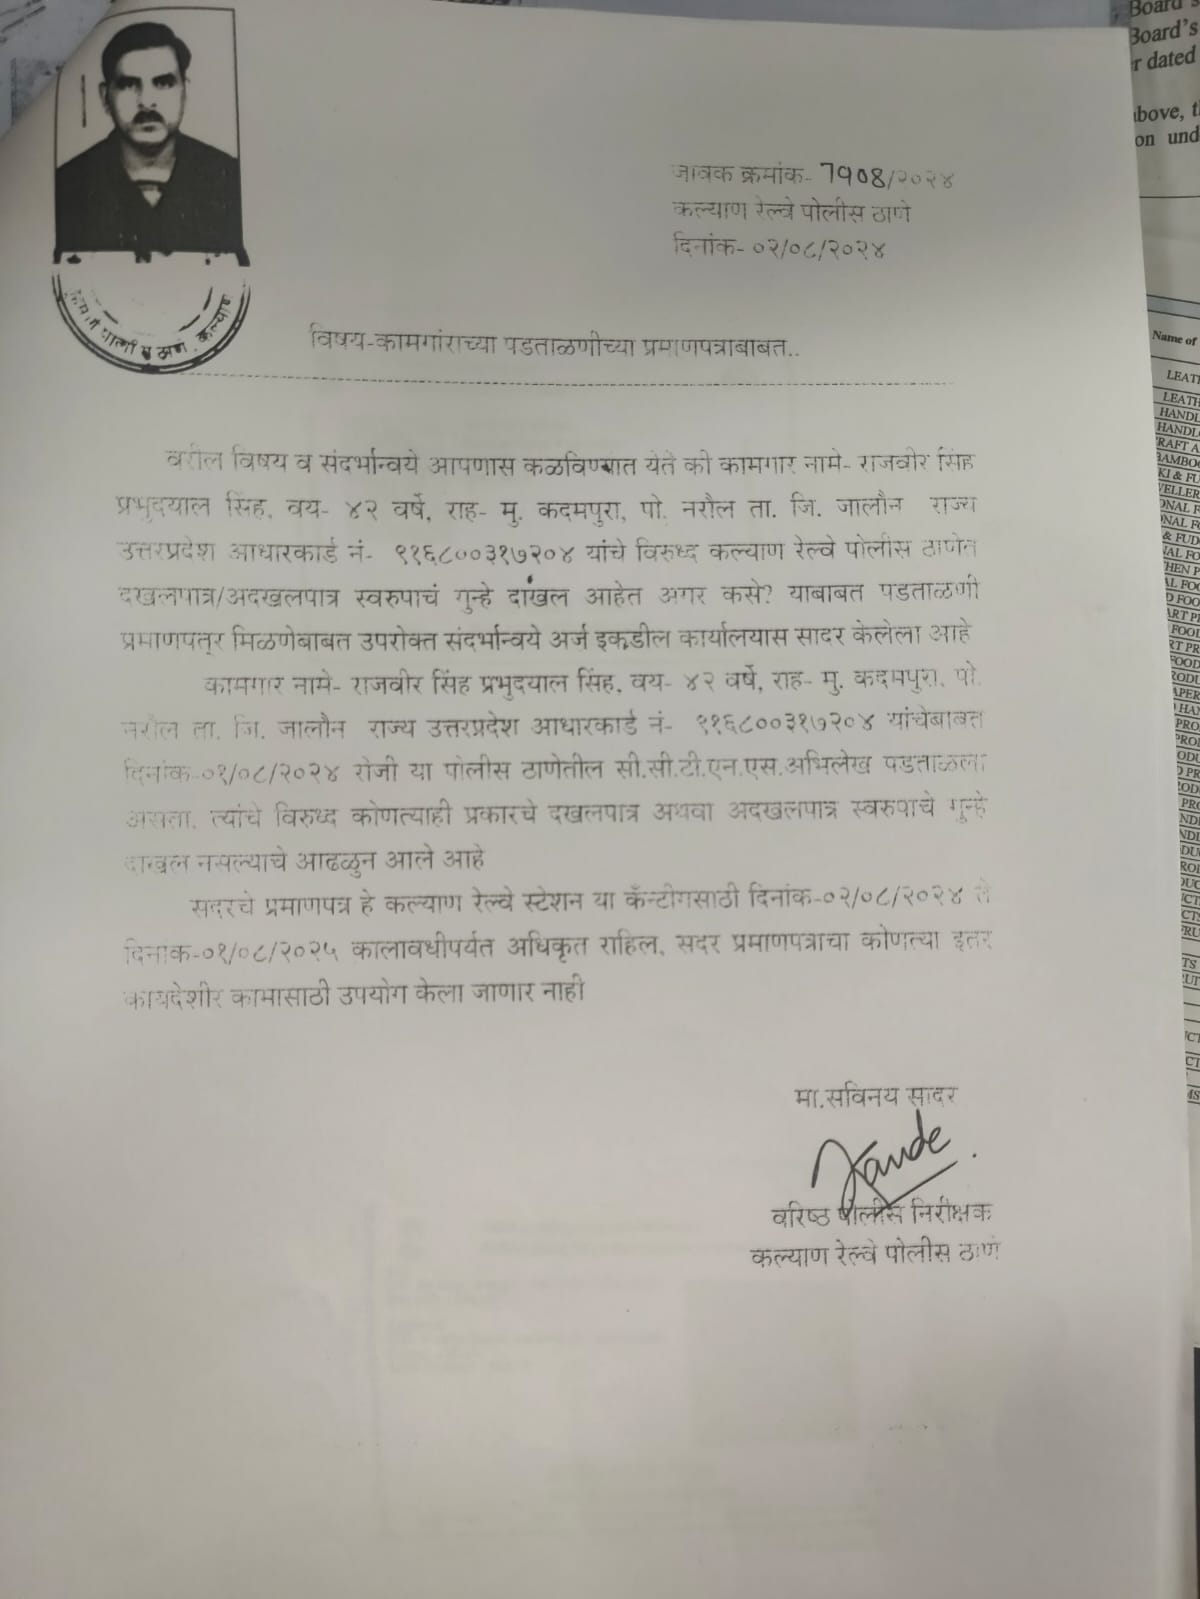 जावक क्रमांक- 7908/२०२४
कल्याण रेल्वे पोलीस ठाणे
दिनांक- ०२/०८/२०२४
विषय-कामगांराच्या पडताळणीच्या प्रमाणपत्राबाबत..
वरील विषय व संदर्भान्वये आपणास कळविण्यात येते की कामगार नामे- राजवीर सिंह
प्रभुदयाल सिंह, वय- ४२ वर्षे, राह- मु. कदमपुरा, पो. नरौल ता. जि. जालौन राज्य
उत्तरप्रदेश आधारकार्ड नं- ९१६८००३१७२०४ यांचे विरुध्द कल्याण रेल्वे पोलीस ठाणेत
दखलपात्र/अदखलपात्र स्वरुपाचं गुन्हे दाखल आहेत अगर कसे? याबाबत पडताळणी
प्रमाणपत्र मिळणेबाबत उपरोक्त संदर्भान्वये अर्ज इकडील कार्यालयास सादर केलेला आहे
कामगार नामे- राजवीर सिंह प्रभुदयाल सिंह, वय- ४२ वर्षे, राह- मु. कदमपुरा, पो.
नरौल ता. जि. जालौन राज्य उत्तरप्रदेश आधारकार्ड नं- ९१६८००३१७२०४ यांचेबाबत
दिनांक-०१/०८/२०२४ रोजी या पोलीस ठाणेतील सी.सी.टी.एन.एस.अभिलेख पडताळला
असता, त्यांचे विरुध्द कोणत्याही प्रकारचे दखलपात्र अथवा अदखलपात्र स्वरुपाचे गुन्हे
दाखल नसल्याचे आढळुन आले आहे
सदरचे प्रमाणपत्र हे कल्याण रेल्वे स्टेशन या कँन्टीगसाठी दिनांक-०२/०८/२०२४ ते
दिनांक-०१/०८/२०२५ कालावधीपर्यत अधिकृत राहिल, सदर प्रमाणपत्राचा कोणत्या इतर
कायदेशीर कामासाठी उपयोग केला जाणार नाही
मा.सविनय सादर
वरिष्ठ पोलीस निरीक्षक
कल्याण रेल्वे पोलीस ठाणे
Board's
r dated
Name of